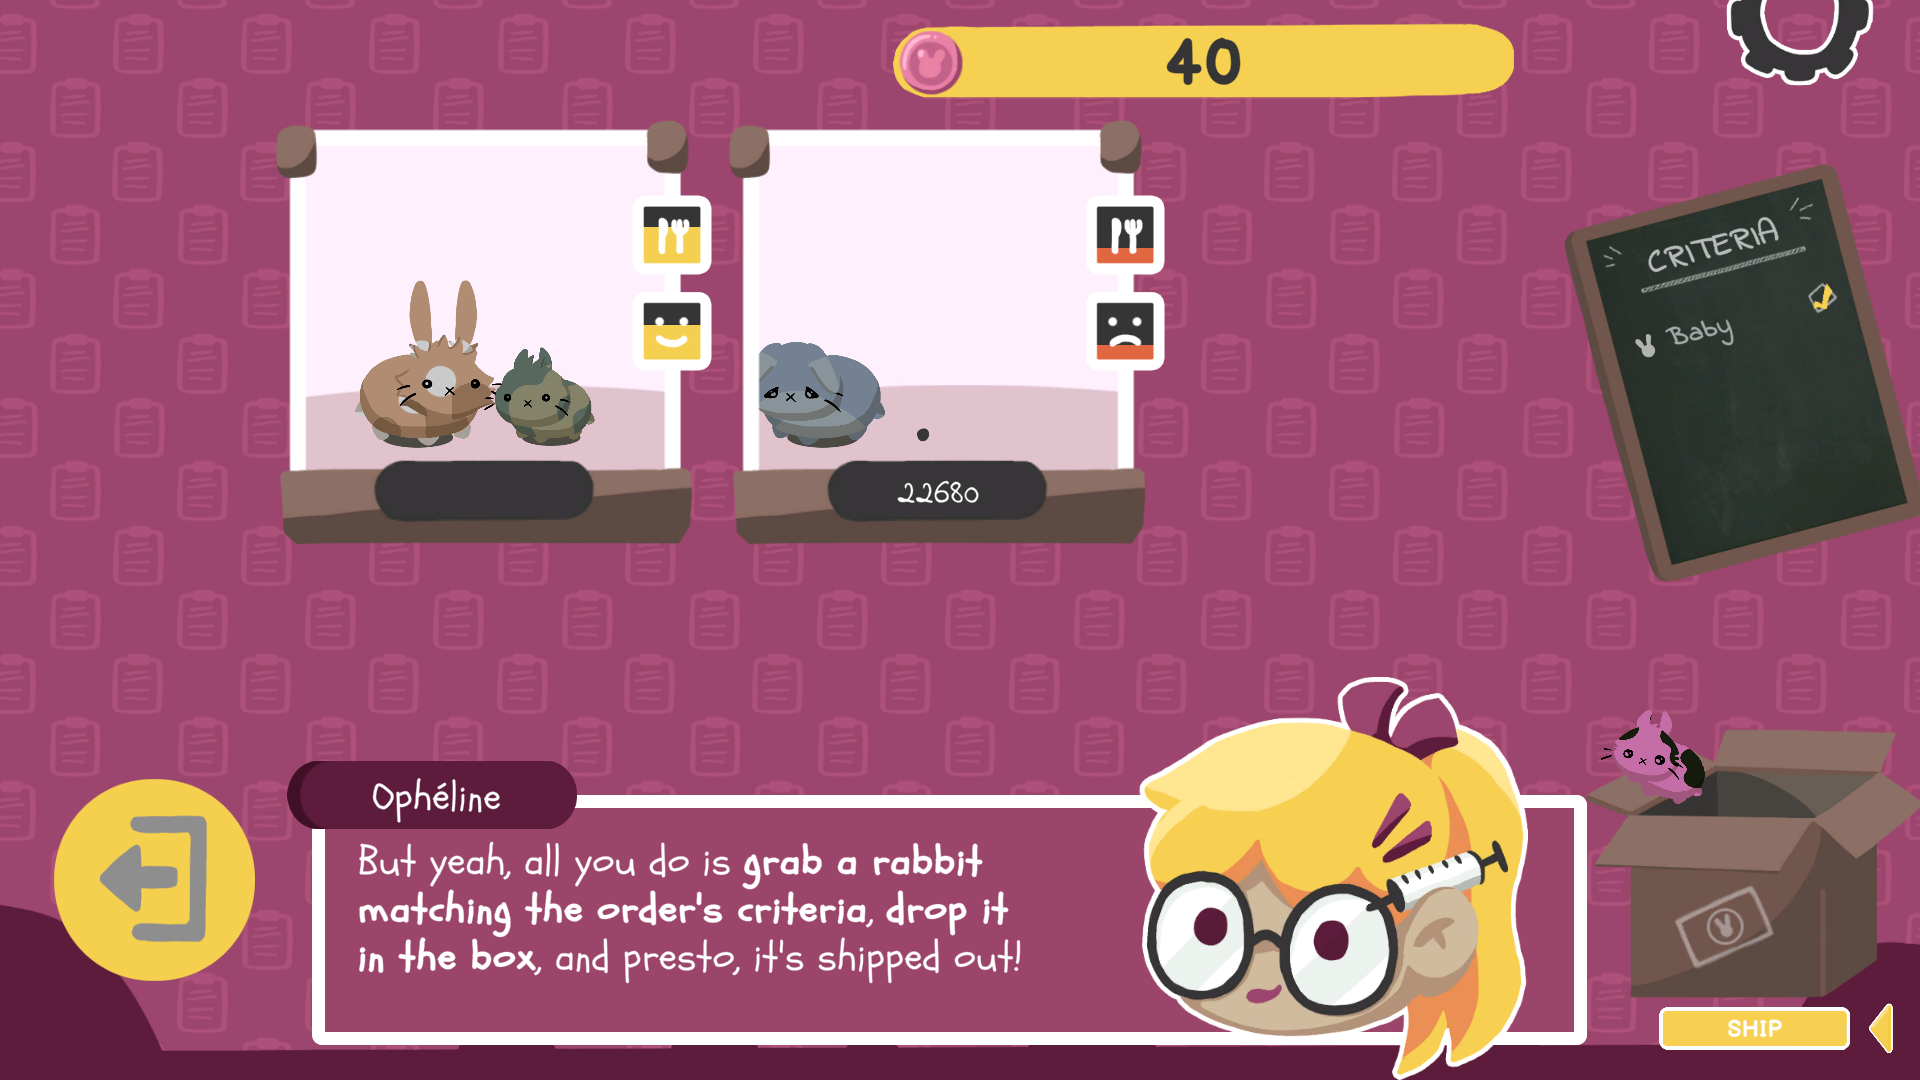 40
CRITERIA
Baby
22680
Ophéline
But yeah, all you do is grab a rabbit
matching the order's criteria, drop it
in the box, and presto, it's shipped out!
SHIP